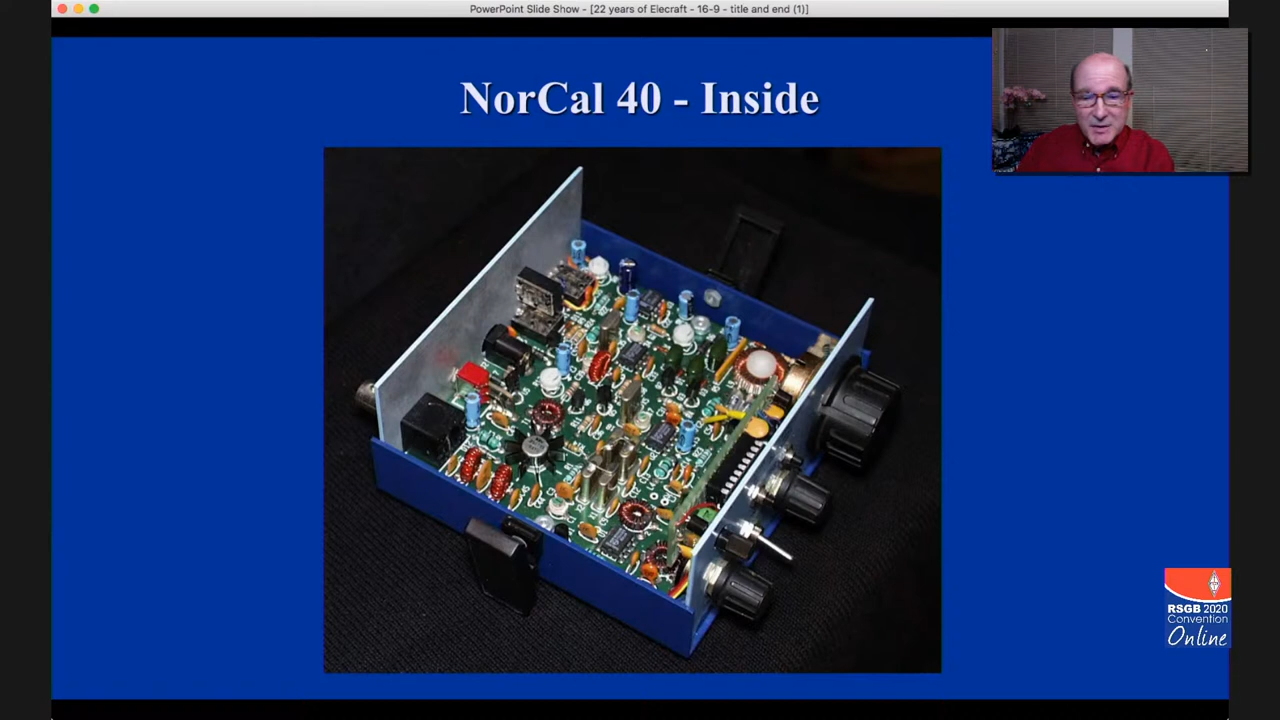 PowerPoint Slide Show - [22 years of Elecraft - 16-9 - title and end (1)]
NorCal 40 - Inside
RSGB 2020
Convention
Online